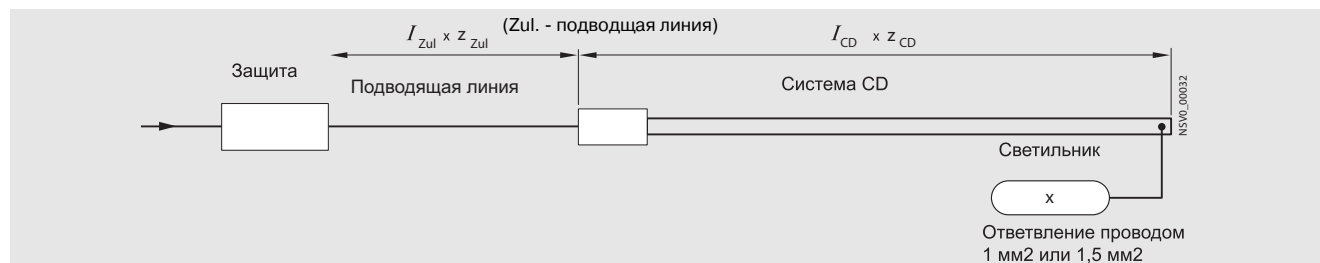 (Zul. - подводщая линия)
I Zul x z Zul
I CD x z CD
Защита
Подводящая линия
Система CD
NSV0_00032
Светильник
x
Ответвление проводом
1 мм2 или 1,5 мм2